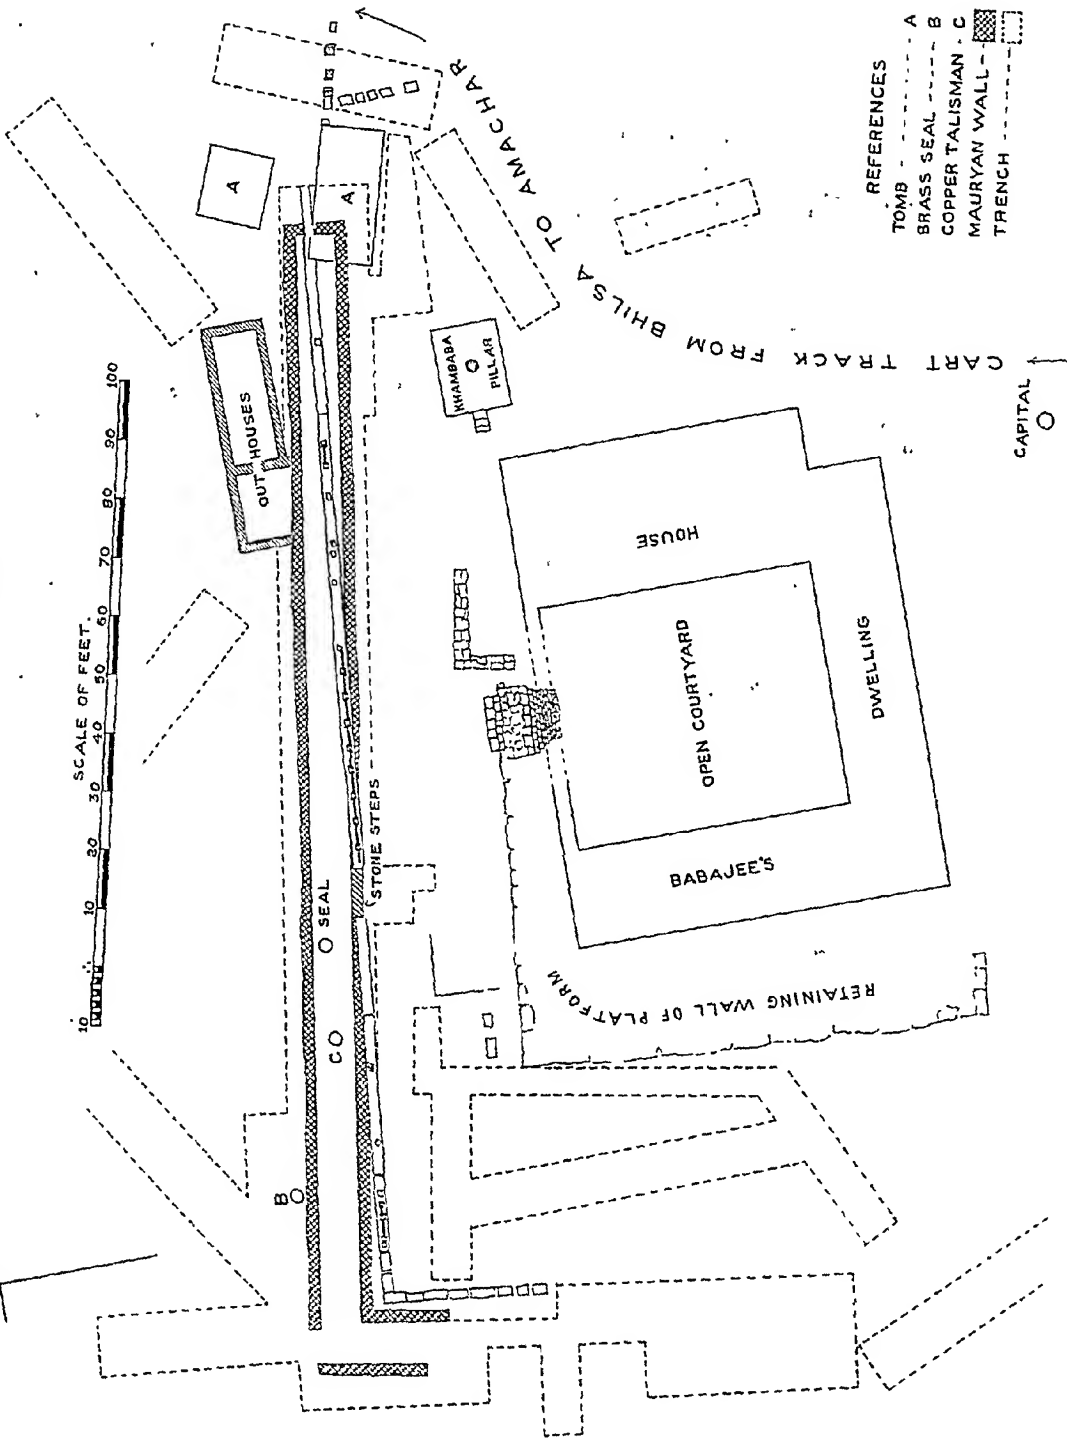 SCALE OF FEET.
10 10 20 30 40 50 60 70 80 90 100
A
A
OUT HOUSES
KHAMBABA
PILLAR
CART TRACK FROM BHILSA TO AMACHAR
CAPITAL
REFERENCES
TOMB - ----- A
BRASS SEAL ----- B
COPPER TALISMAN - C
MAURYAN WALL--
TRENCH ---------
SEAL
STONE STEPS
C
B
HOUSE
OPEN COURTYARD
DWELLING
BABAJEE'S
RETAINING WALL OF PLATFORM